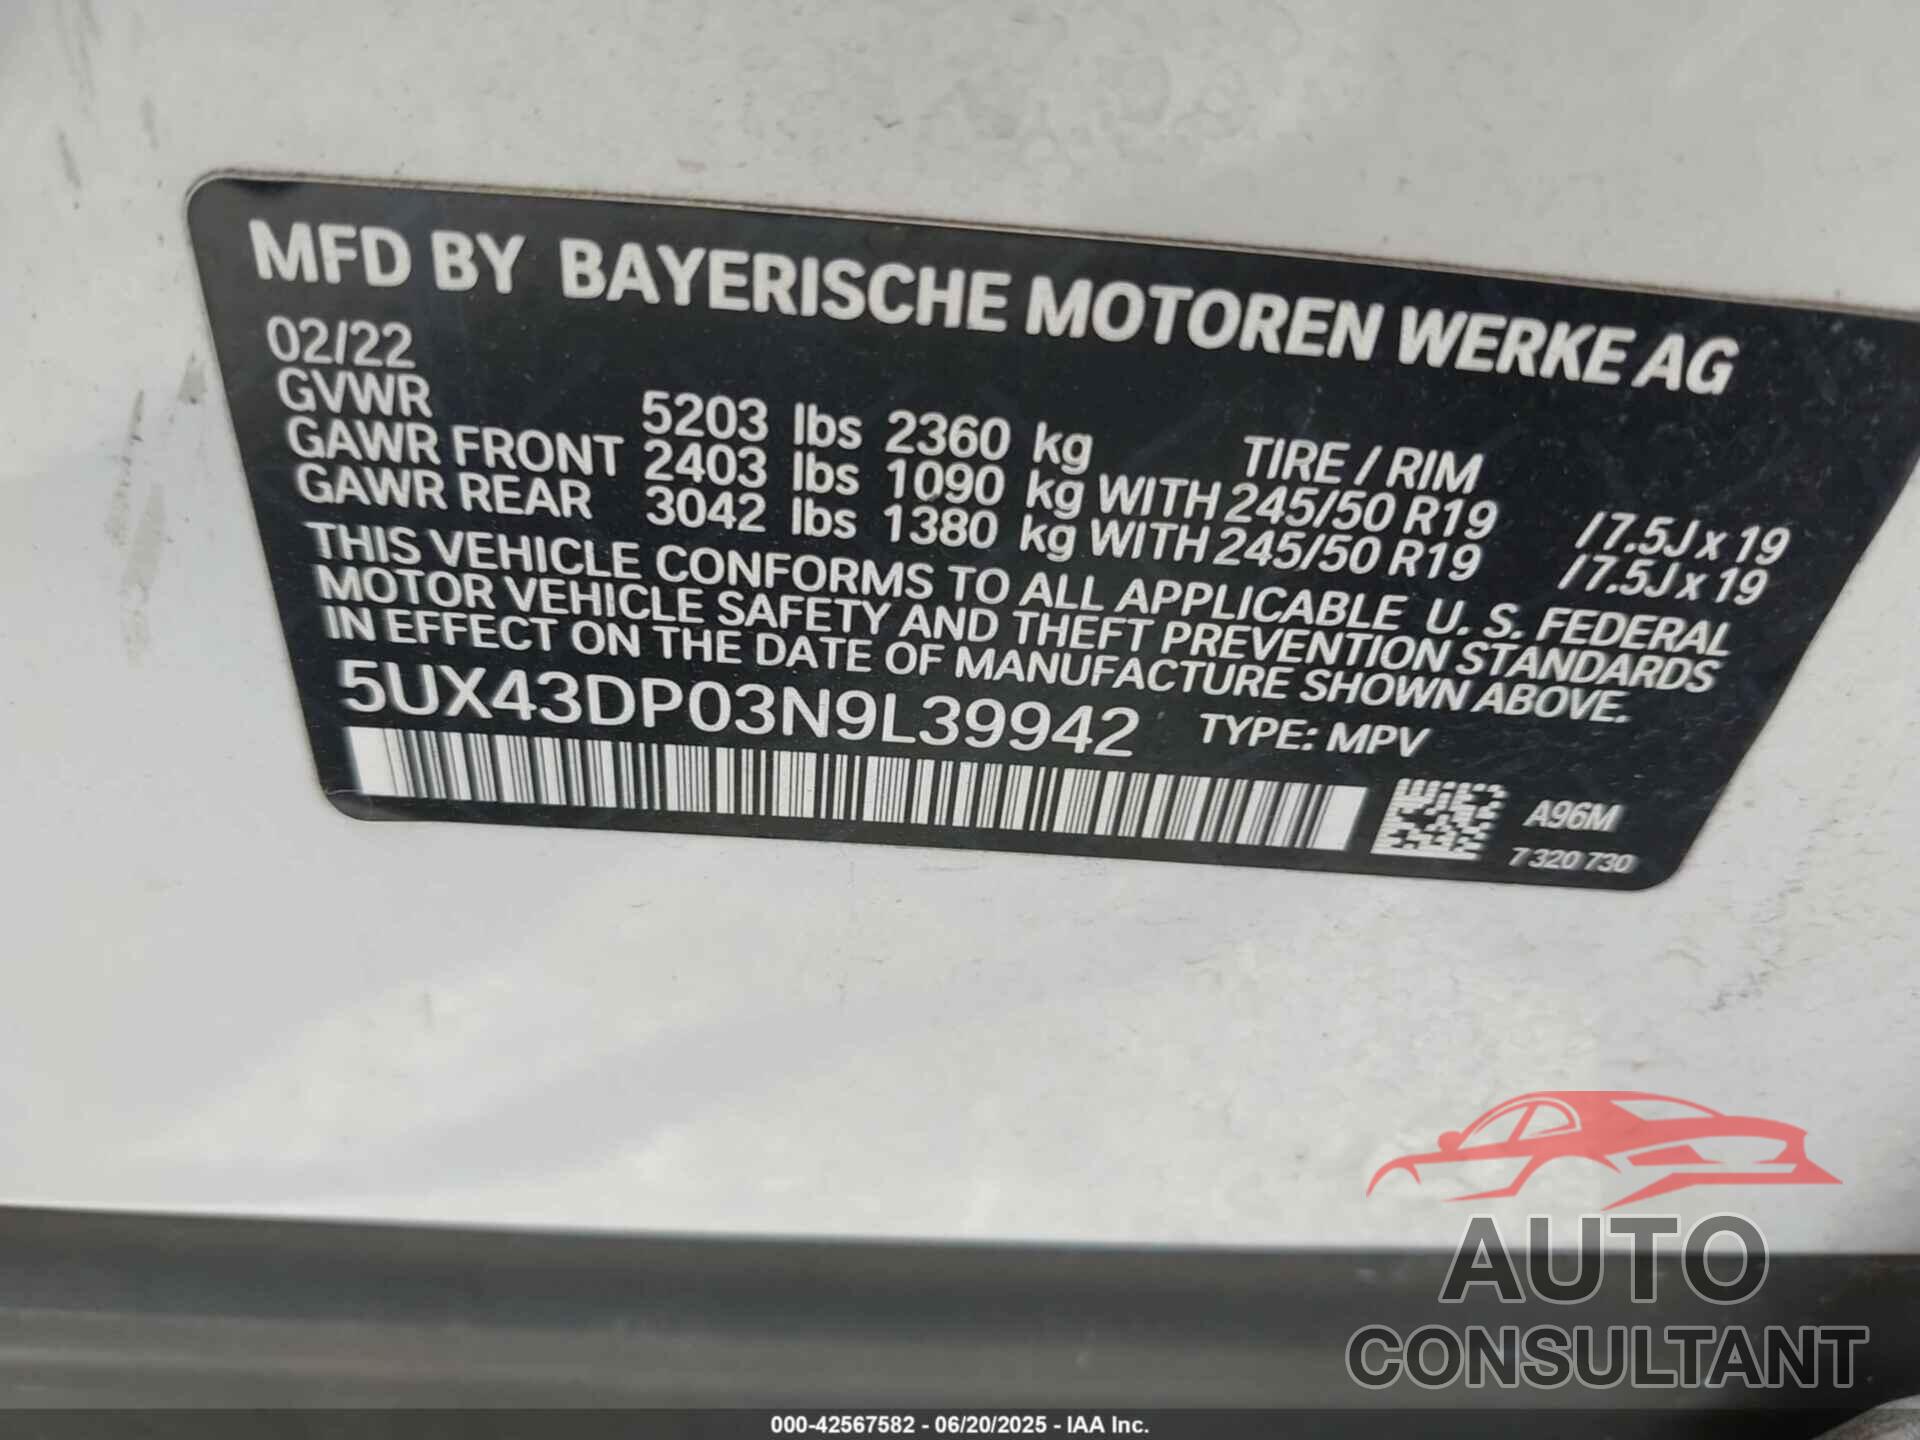 MFD BY BAYERISCHE MOTOREN WERKE AG
02/22
GVWR 5203 lbs 2360 kg TIRE / RIM
GAWR FRONT 2403 lbs 1090 kg WITH 245/50 R19 /7.5J x 19
GAWR REAR 3042 lbs 1380 kg WITH 245/50 R19 /7.5J x 19
THIS VEHICLE CONFORMS TO ALL APPLICABLE U. S. FEDERAL
MOTOR VEHICLE SAFETY AND THEFT PREVENTION STANDARDS
IN EFFECT ON THE DATE OF MANUFACTURE SHOWN ABOVE.
5UX43DP03N9L39942 TYPE: MPV
A96M
7 320 730
AUTO
CONSULTANT
000-42567582 - 06/20/2025 - IAA Inc.